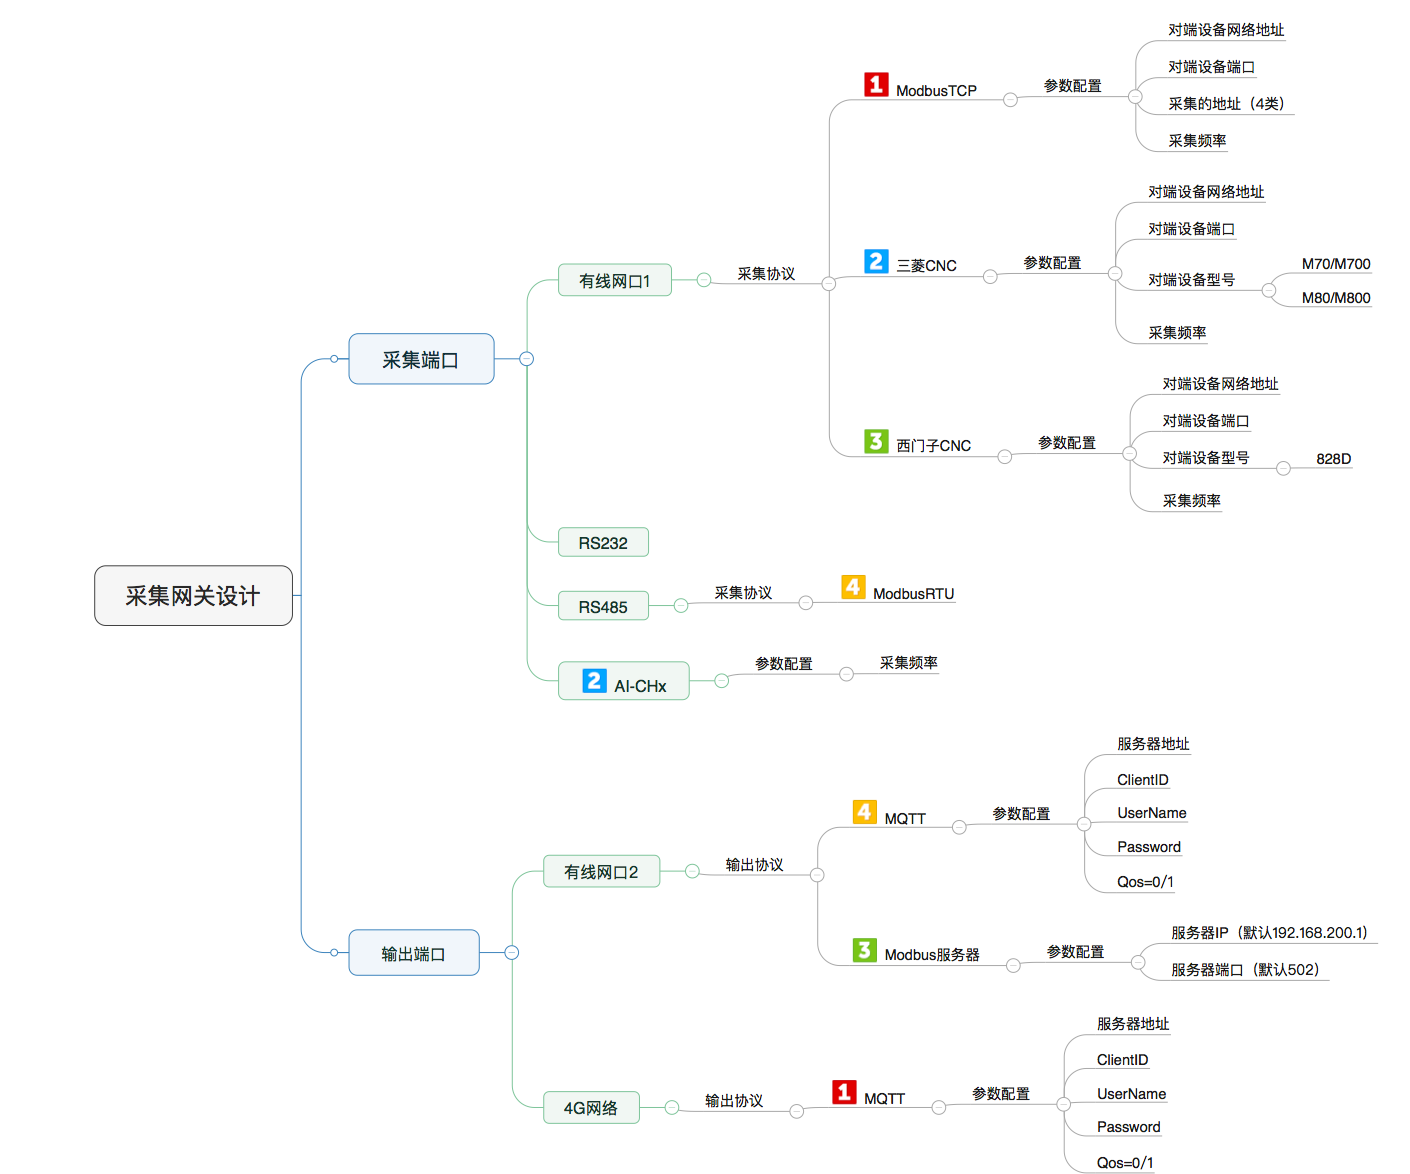 采集网关设计
采集端口
有线网口1
采集协议
1 ModbusTCP
参数配置
对端设备网络地址
对端设备端口
采集的地址（4类）
采集频率
2 三菱CNC
参数配置
对端设备网络地址
对端设备端口
对端设备型号
M70/M700
M80/M800
采集频率
3 西门子CNC
参数配置
对端设备网络地址
对端设备端口
对端设备型号
828D
采集频率
RS232
RS485
采集协议
4 ModbusRTU
2 AI-CHx
参数配置
采集频率
输出端口
有线网口2
输出协议
4 MQTT
参数配置
服务器地址
ClientID
UserName
Password
Qos=0/1
3 Modbus服务器
参数配置
服务器IP（默认192.168.200.1）
服务器端口（默认502）
4G网络
输出协议
1 MQTT
参数配置
服务器地址
ClientID
UserName
Password
Qos=0/1